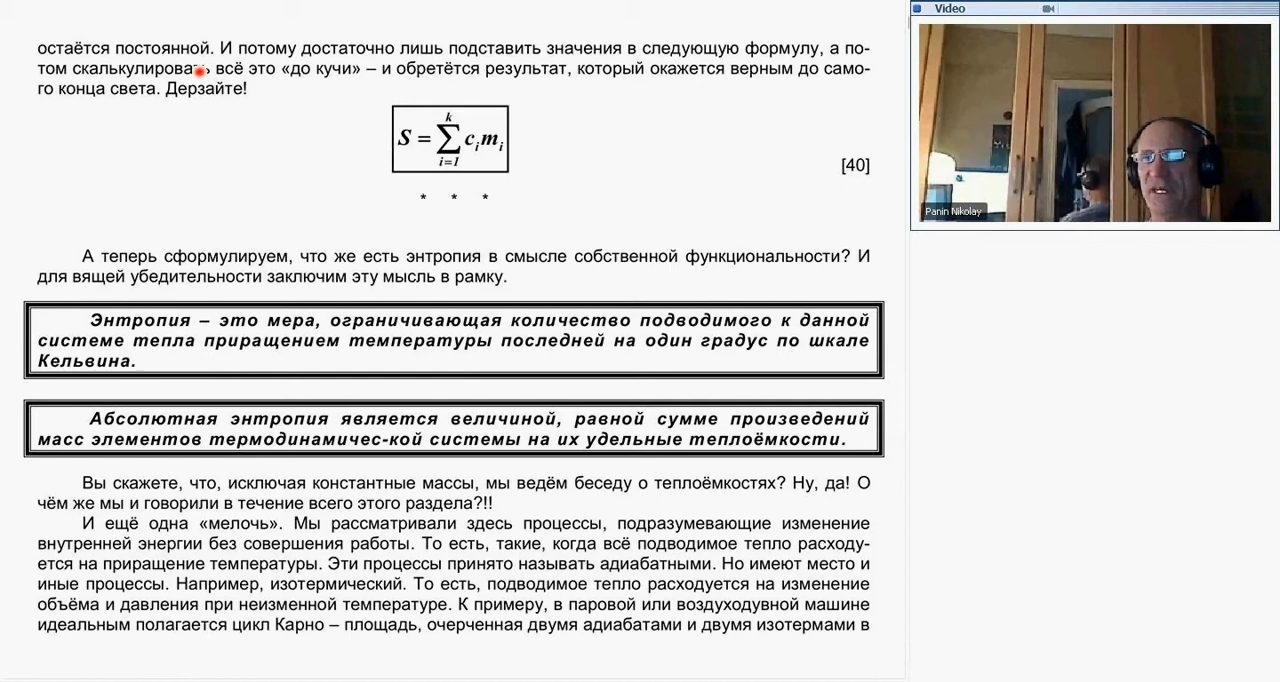 остаётся постоянной. И потому достаточно лишь подставить значения в следующую формулу, а по-
том скалькулировать всё это «до кучи» – и обретётся результат, который окажется верным до само-
го конца света. Дерзайте!
S = ∑ᵢ₌₁ᵏ cᵢmᵢ
[40]
* * *
А теперь сформулируем, что же есть энтропия в смысле собственной функциональности? И
для вящей убедительности заключим эту мысль в рамку.
Энтропия – это мера, ограничивающая количество подводимого к данной
системе тепла приращением температуры последней на один градус по шкале
Кельвина.
Абсолютная энтропия является величиной, равной сумме произведений
масс элементов термодинамичес-кой системы на их удельные теплоёмкости.
Вы скажете, что, исключая константные массы, мы ведём беседу о теплоёмкостях? Ну, да! О
чём же мы и говорили в течение всего этого раздела?!!
И ещё одна «мелочь». Мы рассматривали здесь процессы, подразумевающие изменение
внутренней энергии без совершения работы. То есть, такие, когда всё подводимое тепло расходу-
ется на приращение температуры. Эти процессы принято называть адиабатными. Но имеют место и
иные процессы. Например, изотермический. То есть, подводимое тепло расходуется на изменение
объёма и давления при неизменной температуре. К примеру, в паровой или воздуходувной машине
идеальным полагается цикл Карно – площадь, очерченная двумя адиабатами и двумя изотермами в
Video
Panin Nikolay